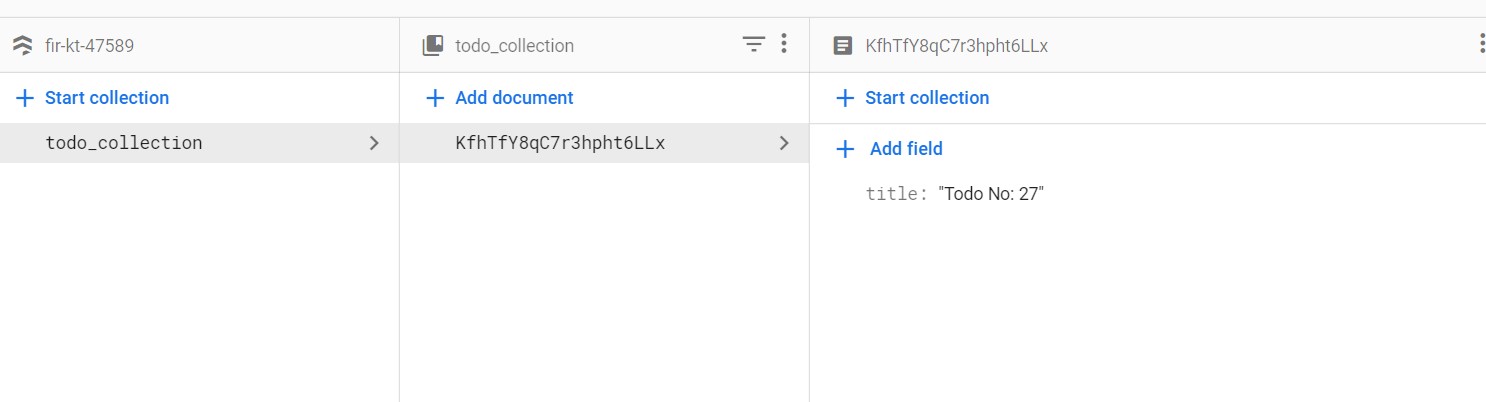 fir-kt-47589
todo_collection
KfhTfY8qC7r3hpht6LLx
+ Start collection
+ Add document
+ Start collection
todo_collection
KfhTfY8qC7r3hpht6LLx
+ Add field
title: "Todo No: 27"